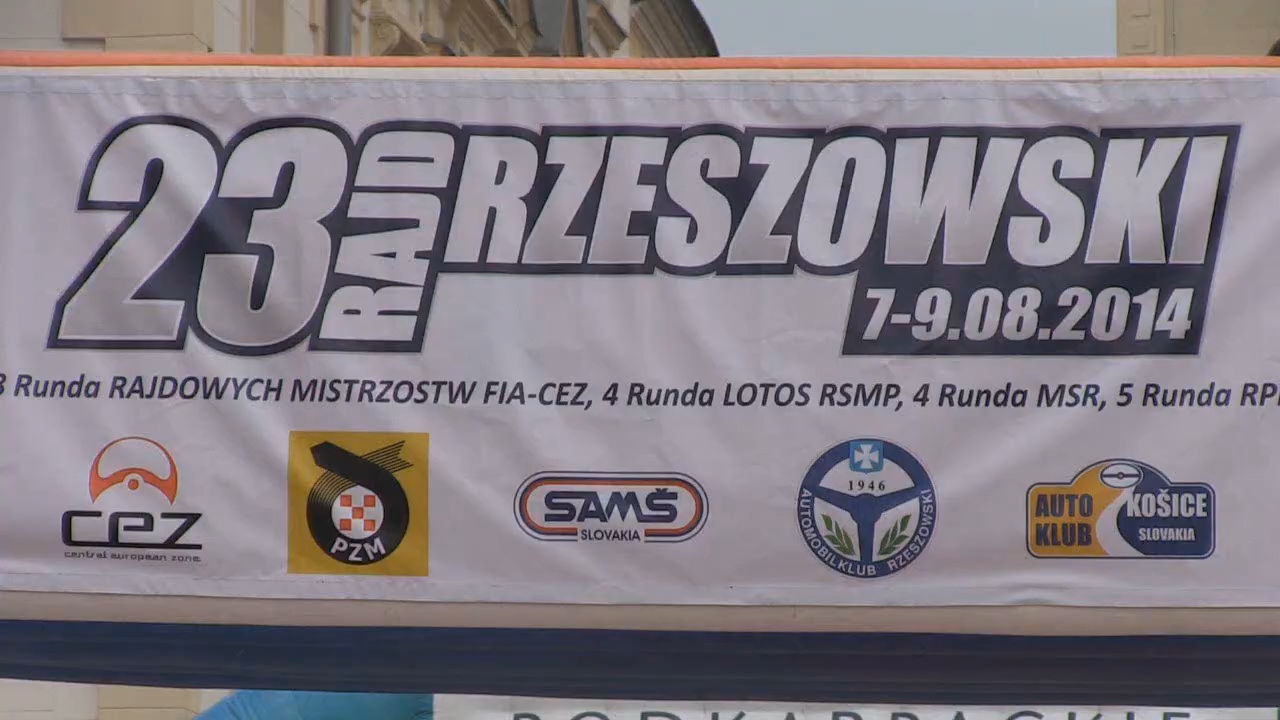 23 RAJD RZESZOWSKI
7-9.08.2014
3 Runda RAJDOWYCH MISTRZOSTW FIA-CEZ, 4 Runda LOTOS RSMP, 4 Runda MSR, 5 Runda
cez
central european zone
PZM
SAMŠ
SLOVAKIA
1946
AUTOMOBILKLUB RZESZOWSKI
AUTO KLUB
KOŠICE
SLOVAKIA
PODKARPACKIE